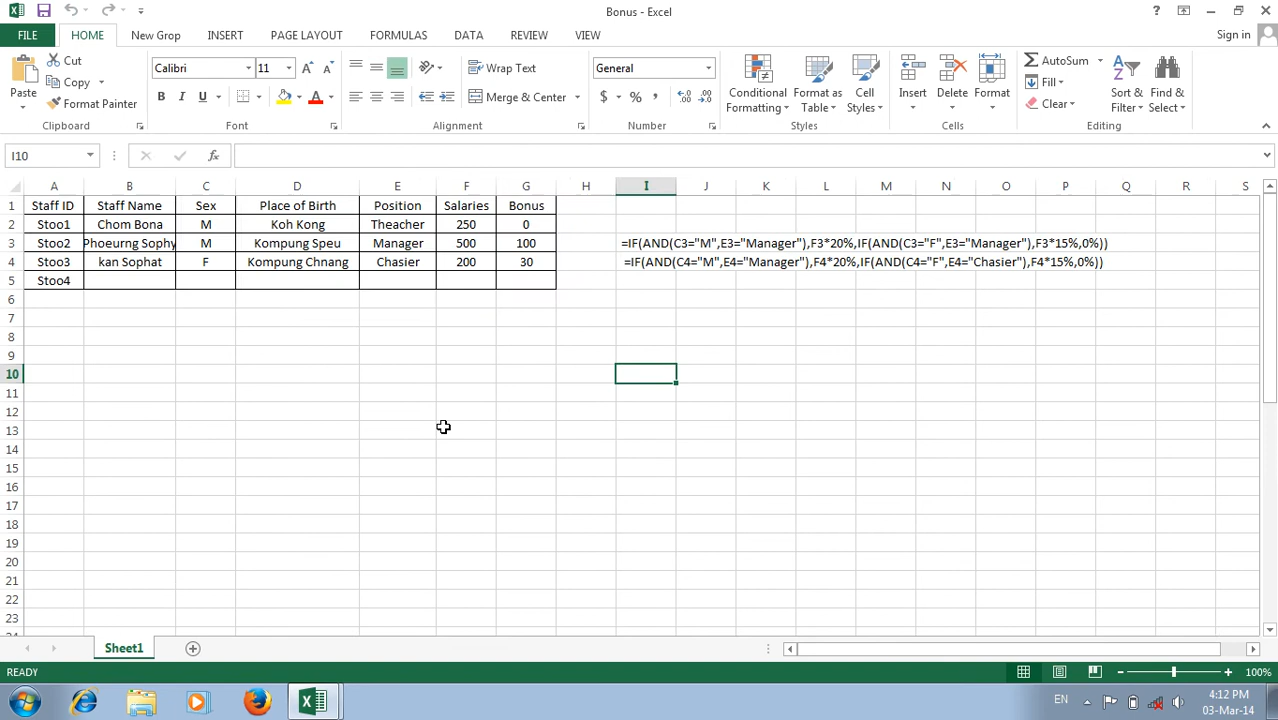 Bonus - Excel
?
FILE HOME New Grop INSERT PAGE LAYOUT FORMULAS DATA REVIEW VIEW Sign in
Paste Cut Copy Format Painter Clipboard
Calibri 11 B I U A Font
Wrap Text Merge & Center Alignment
General $ % , Number
Conditional Formatting Format as Table Cell Styles Styles
Insert Delete Format Cells
AutoSum Fill Clear Sort & Filter Find & Select Editing
I10 fx
A B C D E F G H I J K L M N O P Q R S
1 Staff ID Staff Name Sex Place of Birth Position Salaries Bonus
2 Stoo1 Chom Bona M Koh Kong Theacher 250 0
3 Stoo2 Phoeurng Sophy M Kompung Speu Manager 500 100 =IF(AND(C3="M",E3="Manager"),F3*20%,IF(AND(C3="F",E3="Manager"),F3*15%,0%))
4 Stoo3 kan Sophat F Kompung Chnang Chasier 200 30 =IF(AND(C4="M",E4="Manager"),F4*20%,IF(AND(C4="F",E4="Chasier"),F4*15%,0%))
5 Stoo4
6
7
8
9
10
11
12
13
14
15
16
17
18
19
20
21
22
23
Sheet1
READY 100%
EN 4:12 PM
03-Mar-14